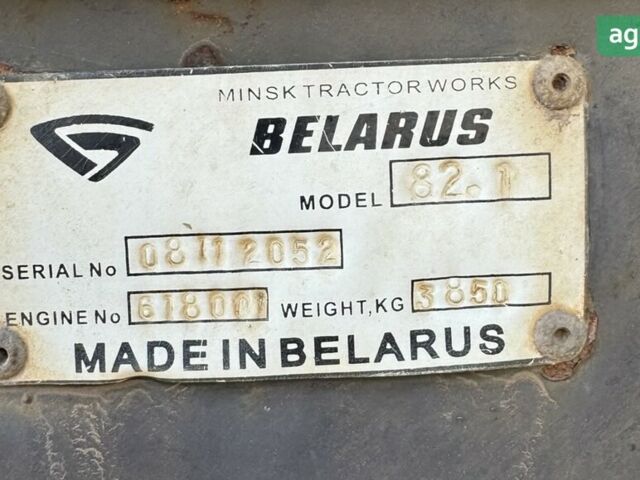 ag
MINSK TRACTOR WORKS
BELARUS
MODEL 82.1
SERIAL No 08112052
ENGINE No 618001 WEIGHT,KG 3850
MADE IN BELARUS